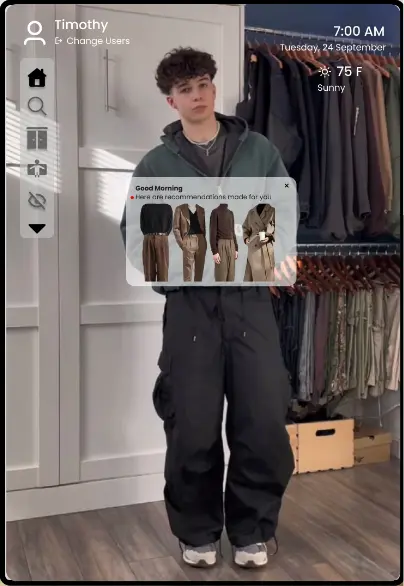 Timothy
Change Users
7:00 AM
Tuesday, 24 September
75 F
Sunny
Good Morning
Here are recommendations made for you